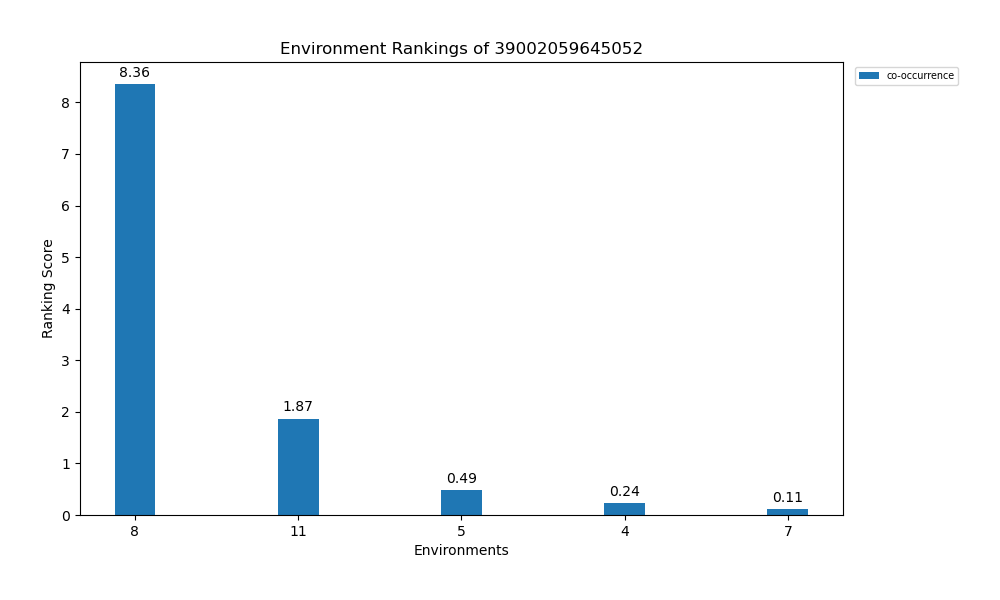 Environment Rankings of 39002059645052
8.36
co-occurrence
8
7
6
5
4
3
2
1
0
Ranking Score
1.87
0.49
0.24
0.11
8 11 5 4 7
Environments